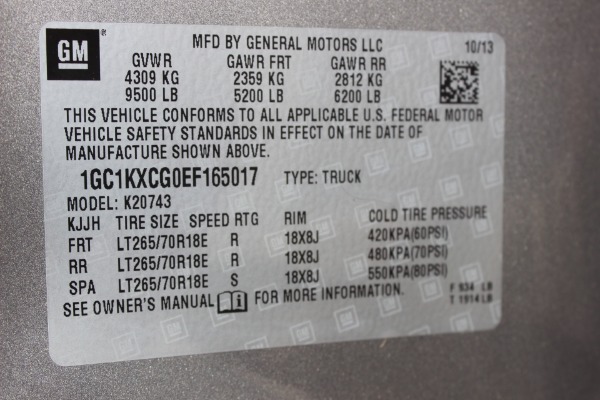 GM
MFD BY GENERAL MOTORS LLC 10/13
GVWR GAWR FRT GAWR RR
4309 KG 2359 KG 2812 KG
9500 LB 5200 LB 6200 LB
THIS VEHICLE CONFORMS TO ALL APPLICABLE U.S. FEDERAL MOTOR
VEHICLE SAFETY STANDARDS IN EFFECT ON THE DATE OF
MANUFACTURE SHOWN ABOVE.
1GC1KXCG0EF165017 TYPE: TRUCK
MODEL: K20743
KJJH TIRE SIZE SPEED RTG RIM COLD TIRE PRESSURE
FRT LT265/70R18E R 18X8J 420KPA(60PSI)
RR LT265/70R18E R 18X8J 480KPA(70PSI)
SPA LT265/70R18E S 18X8J 550KPA(80PSI)
SEE OWNER'S MANUAL FOR MORE INFORMATION.
F 934 LB
T 1914 LB